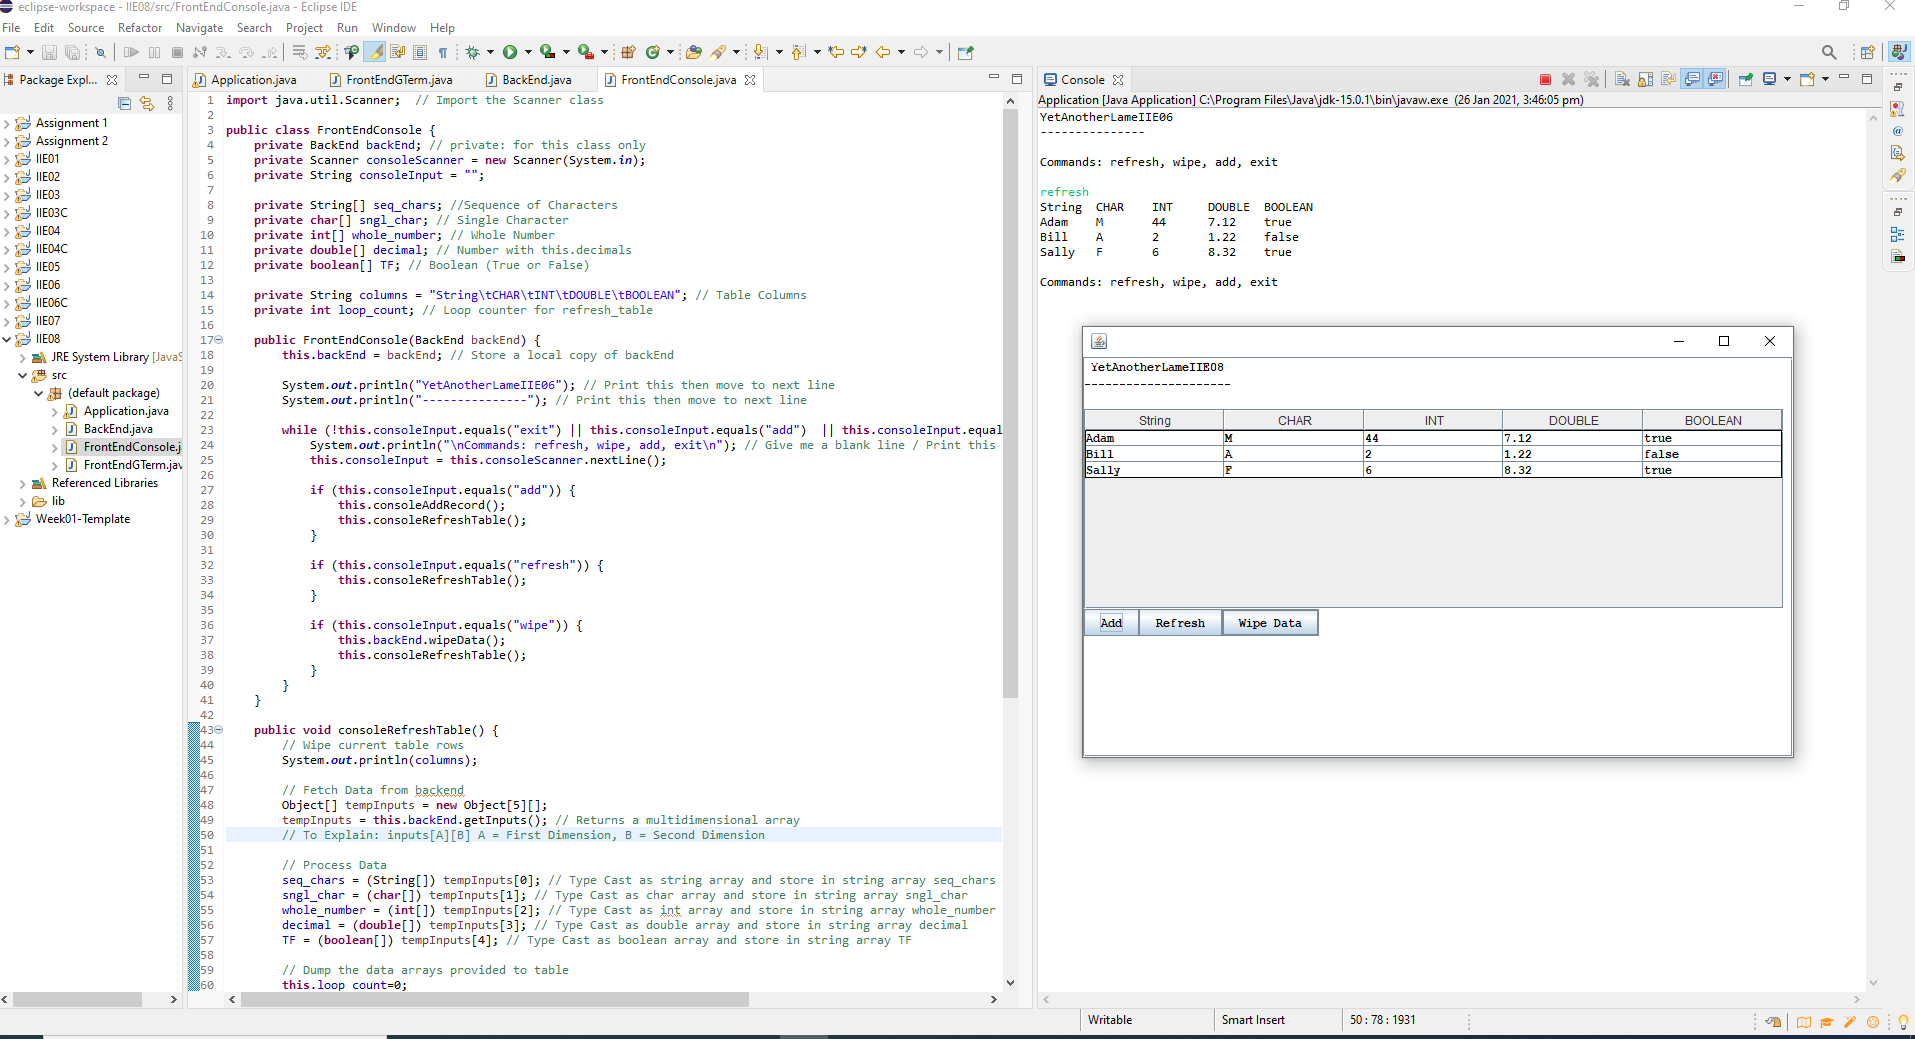 eclipse-workspace - IIE08/src/FrontEndConsole.java - Eclipse IDE
File Edit Source Refactor Navigate Search Project Run Window Help
Package Expl...
Assignment 1
Assignment 2
IIE01
IIE02
IIE03
IIE03C
IIE04
IIE04C
IIE05
IIE06
IIE06C
IIE07
IIE08
JRE System Library [JavaS
src
(default package)
Application.java
BackEnd.java
FrontEndConsole.j
FrontEndGTerm.jav
Referenced Libraries
lib
Week01-Template
Application.java FrontEndGTerm.java BackEnd.java FrontEndConsole.java
1 import java.util.Scanner; // Import the Scanner class
2
3 public class FrontEndConsole {
4 private BackEnd backEnd; // private: for this class only
5 private Scanner consoleScanner = new Scanner(System.in);
6 private String consoleInput = "";
7
8 private String[] seq_chars; //Sequence of Characters
9 private char[] sngl_char; // Single Character
10 private int[] whole_number; // Whole Number
11 private double[] decimal; // Number with this.decimals
12 private boolean[] TF; // Boolean (True or False)
13
14 private String columns = "String\tCHAR\tINT\tDOUBLE\tBOOLEAN"; // Table Columns
15 private int loop_count; // Loop counter for refresh_table
16
17 public FrontEndConsole(BackEnd backEnd) {
18 this.backEnd = backEnd; // Store a local copy of backEnd
19
20 System.out.println("YetAnotherLameIIE06"); // Print this then move to next line
21 System.out.println("---------------"); // Print this then move to next line
22
23 while (!this.consoleInput.equals("exit") || this.consoleInput.equals("add") || this.consoleInput.equal
24 System.out.println("\nCommands: refresh, wipe, add, exit\n"); // Give me a blank line / Print this
25 this.consoleInput = this.consoleScanner.nextLine();
26
27 if (this.consoleInput.equals("add")) {
28 this.consoleAddRecord();
29 this.consoleRefreshTable();
30 }
31
32 if (this.consoleInput.equals("refresh")) {
33 this.consoleRefreshTable();
34 }
35
36 if (this.consoleInput.equals("wipe")) {
37 this.backEnd.wipeData();
38 this.consoleRefreshTable();
39 }
40 }
41 }
42
43 public void consoleRefreshTable() {
44 // Wipe current table rows
45 System.out.println(columns);
46
47 // Fetch Data from backend
48 Object[] tempInputs = new Object[5][];
49 tempInputs = this.backEnd.getInputs(); // Returns a multidimensional array
50 // To Explain: inputs[A][B] A = First Dimension, B = Second Dimension
51
52 // Process Data
53 seq_chars = (String[]) tempInputs[0]; // Type Cast as string array and store in string array seq_chars
54 sngl_char = (char[]) tempInputs[1]; // Type Cast as char array and store in string array sngl_char
55 whole_number = (int[]) tempInputs[2]; // Type Cast as int array and store in string array whole_number
56 decimal = (double[]) tempInputs[3]; // Type Cast as double array and store in string array decimal
57 TF = (boolean[]) tempInputs[4]; // Type Cast as boolean array and store in string array TF
58
59 // Dump the data arrays provided to table
60 this.loop_count=0;
Console
Application [Java Application] C:\Program Files\Java\jdk-15.0.1\bin\javaw.exe (26 Jan 2021, 3:46:05 pm)
YetAnotherLameIIE06
---------------
Commands: refresh, wipe, add, exit
refresh
String CHAR INT DOUBLE BOOLEAN
Adam M 44 7.12 true
Bill A 2 1.22 false
Sally F 6 8.32 true
Commands: refresh, wipe, add, exit
YetAnotherLameIIE08
---------------------
String CHAR INT DOUBLE BOOLEAN
Adam M 44 7.12 true
Bill A 2 1.22 false
Sally F 6 8.32 true
Add Refresh Wipe Data
Writable Smart Insert 50 : 78 : 1931